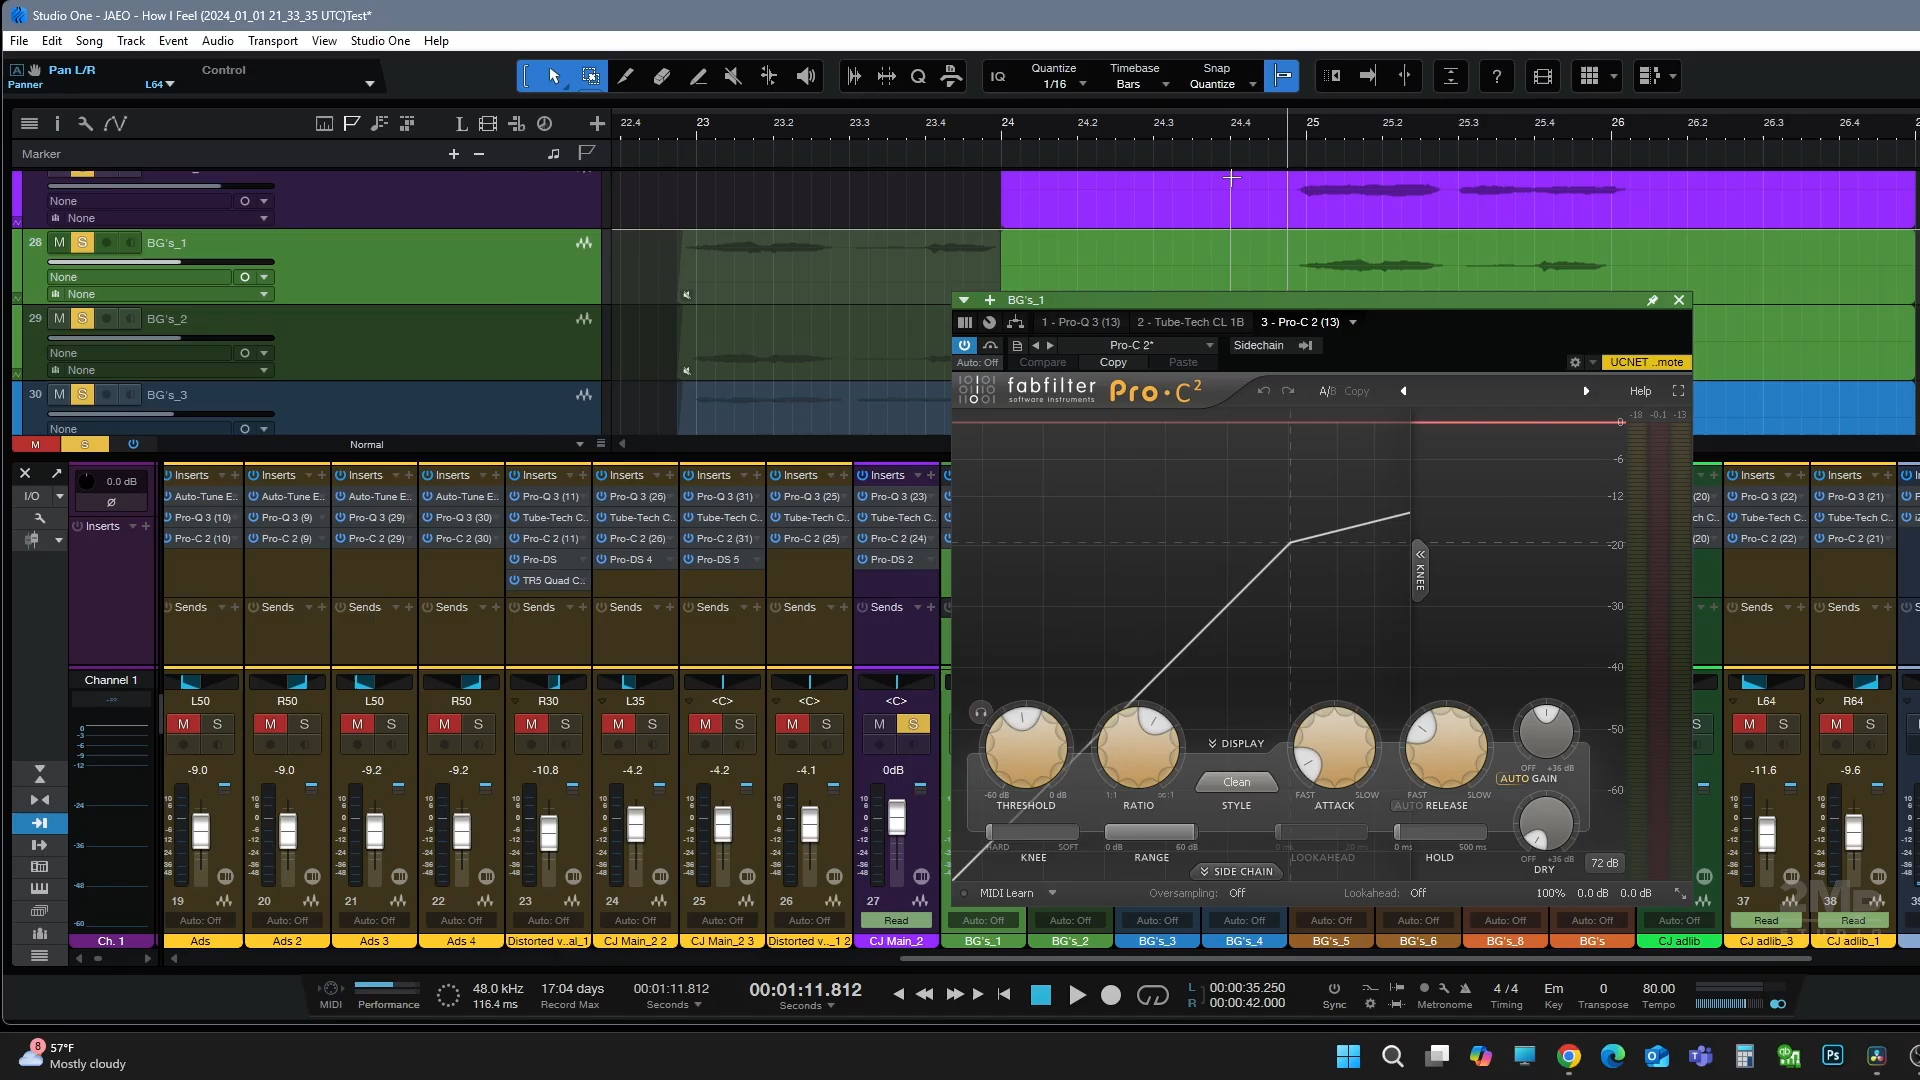 Studio One - JAEO - How I Feel (2024_01_01 21_33_35 UTC)Test*
File Edit Song Track Event Audio Transport View Studio One Help
Pan L/R Control
Panner L64
IQ Quantize 1/16 Timebase Bars Snap Quantize
22.4 23 23.2 23.3 23.4 24 24.2 24.3 24.4 25 25.2 25.3 25.4 26 26.2 26.3 26.4
Marker
None
None
28 M S BG's_1
None
None
29 M S BG's_2
None
None
30 M S BG's_3
None
M S Normal
BG's_1
1 - Pro-Q 3 (13) 2 - Tube-Tech CL 1B 3 - Pro-C 2 (13)
Pro-C 2* Sidechain
Auto: Off Compare Copy Paste UCNET ..mote
fabfilter Pro·C²
software instruments
A/B Copy Help
-18 -0.1 -13
0
-6
-12
-20
-30
-40
-50
-60
KNEE
DISPLAY
-60 dB 0 dB 1:1 ∞:1 FAST SLOW FAST SLOW OFF +36 dB
THRESHOLD RATIO Clean STYLE ATTACK AUTO RELEASE AUTO GAIN
HARD SOFT 0 dB 60 dB 0 ms 20 ms 0 ms 500 ms OFF +36 dB
KNEE RANGE LOOKAHEAD HOLD DRY 72 dB
SIDE CHAIN
MIDI Learn Oversampling: Off Lookahead: Off 100% 0.0 dB 0.0 dB
I/O 0.0 dB
Inserts Inserts Inserts Inserts Inserts Inserts Inserts Inserts Inserts Inserts Inserts Inserts
Auto-Tune E.. Auto-Tune E.. Auto-Tune E.. Auto-Tune E.. Pro-Q 3 (11) Pro-Q 3 (26) Pro-Q 3 (31) Pro-Q 3 (25) Pro-Q 3 (23) (20) Pro-Q 3 (22) Pro-Q 3 (21)
Pro-Q 3 (10) Pro-Q 3 (9) Pro-Q 3 (29) Pro-Q 3 (30) Tube-Tech C.. Tube-Tech C.. Tube-Tech C.. Tube-Tech C.. Tube-Tech C.. ch C.. Tube-Tech C.. Tube-Tech C..
Pro-C 2 (10) Pro-C 2 (9) Pro-C 2 (29) Pro-C 2 (30) Pro-C 2 (11) Pro-C 2 (26) Pro-C 2 (31) Pro-C 2 (25) Pro-C 2 (24) (20) Pro-C 2 (22) Pro-C 2 (21)
Pro-DS Pro-DS 4 Pro-DS 5 Pro-DS 2
TR5 Quad C..
Sends Sends Sends Sends Sends Sends Sends Sends Sends Sends Sends
Channel 1
L50 R50 L50 R50 R30 L35 <C> <C> <C> L64 R64
M S M S M S M S M S M S M S M S M S S M S M S
-9.0 -9.0 -9.2 -9.2 -10.8 -4.2 -4.2 -4.1 0dB -11.6 -9.6
19 20 21 22 23 24 25 26 27 37 38 39
Auto: Off Auto: Off Auto: Off Auto: Off Auto: Off Auto: Off Auto: Off Auto: Off Read Auto: Off Auto: Off Auto: Off Auto: Off Auto: Off Auto: Off Auto: Off Auto: Off Auto: Off Read Read
Ch. 1 Ads Ads 2 Ads 3 Ads 4 Distorted v..al_1 CJ Main_2 2 CJ Main_2 3 Distorted v.._1 2 CJ Main_2 BG's_1 BG's_2 BG's_3 BG's_4 BG's_5 BG's_6 BG's_8 BG's CJ adlib CJ adlib_3 CJ adlib_1
MIDI Performance
48.0 kHz 17:04 days 00:01:11.812 00:01:11.812
116.4 ms Record Max Seconds Seconds
L 00:00:35.250
R 00:00:42.000
Sync Metronome
4 / 4 Em 0 80.00
Timing Key Transpose Tempo
8 57°F
Mostly cloudy
Ps